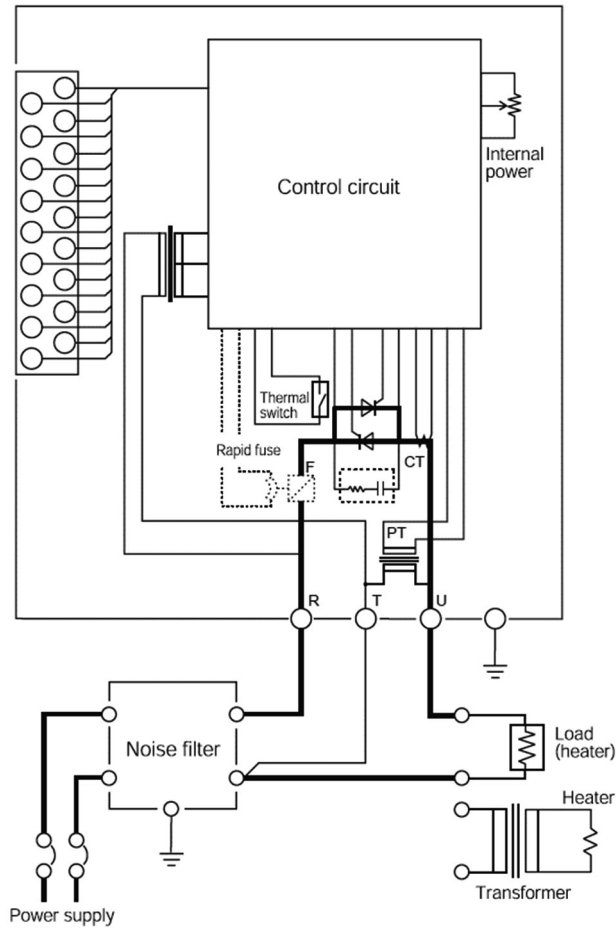 Internal
power
Control circuit
Thermal
switch
Rapid fuse
F
CT
PT
R
T
U
Noise filter
Load
(heater)
Heater
Transformer
Power supply